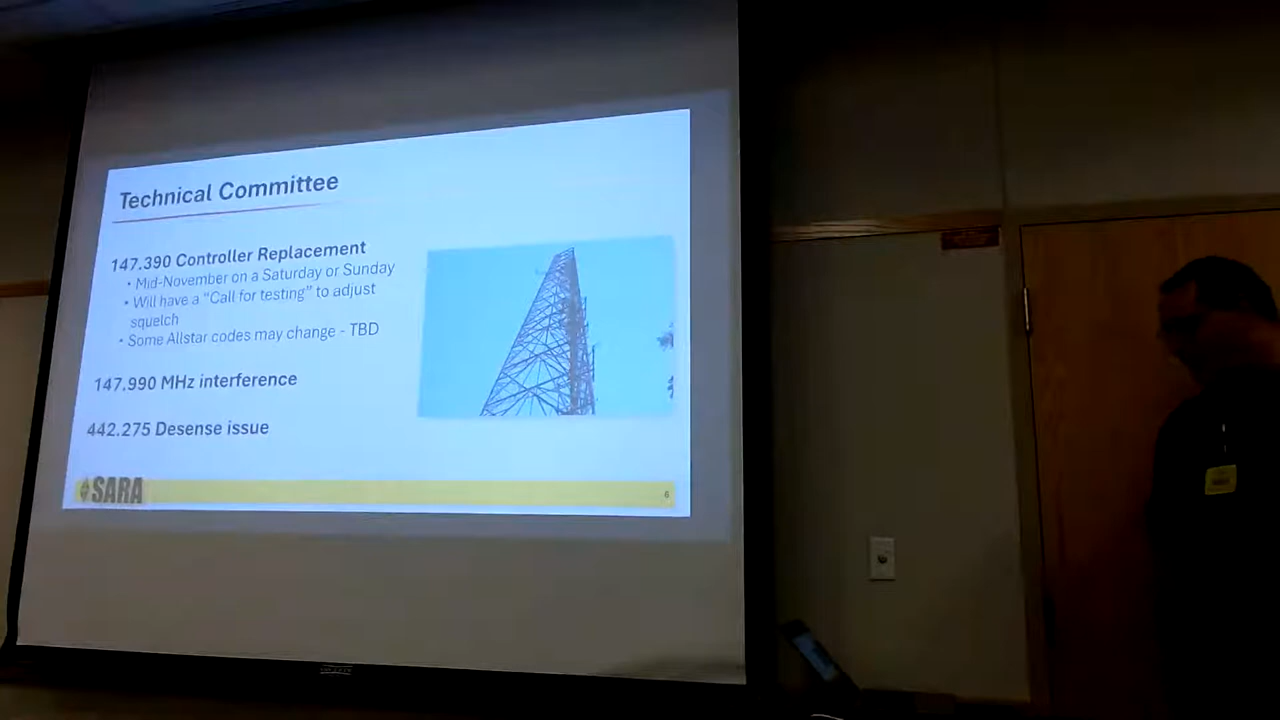 Technical Committee
147.390 Controller Replacement
• Mid-November on a Saturday or Sunday
• Will have a “Call for testing” to adjust
squelch
• Some Allstar codes may change - TBD
147.990 MHz interference
442.275 Desense issue
SARA
6